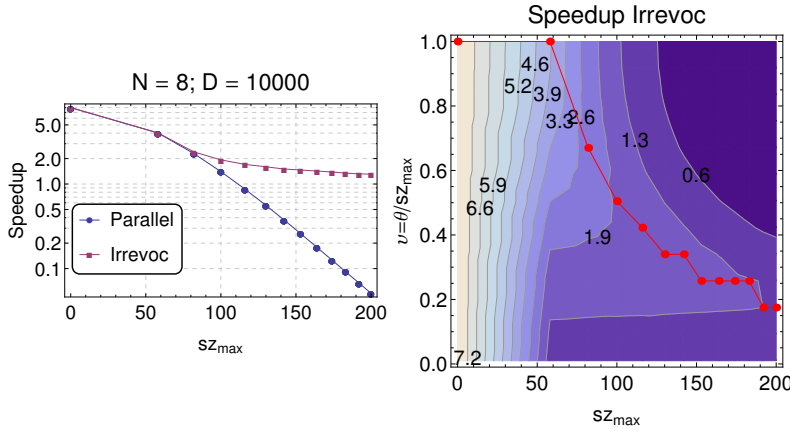 N = 8; D = 10000
Speedup
5.0
2.0
1.0
0.5
0.2
0.1
Parallel
Irrevoc
0 50 100 150 200
sz_max
Speedup Irrevoc
υ=θ/sz_max
1.0
0.8
0.6
0.4
0.2
0.0
4.6
5.2
3.9
3.3
2.6
1.3
0.6
5.9
6.6
1.9
7.2
0 50 100 150 200
sz_max